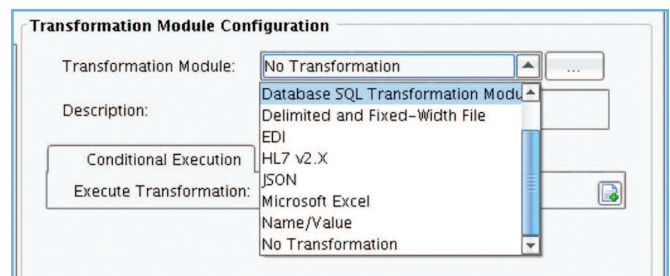 Transformation Module Configuration
Transformation Module:
No Transformation
...
Description:
Database SQL Transformation Modu
Delimited and Fixed-Width File
EDI
HL7 v2.X
JSON
Microsoft Excel
Name/Value
No Transformation
Conditional Execution
Execute Transformation: